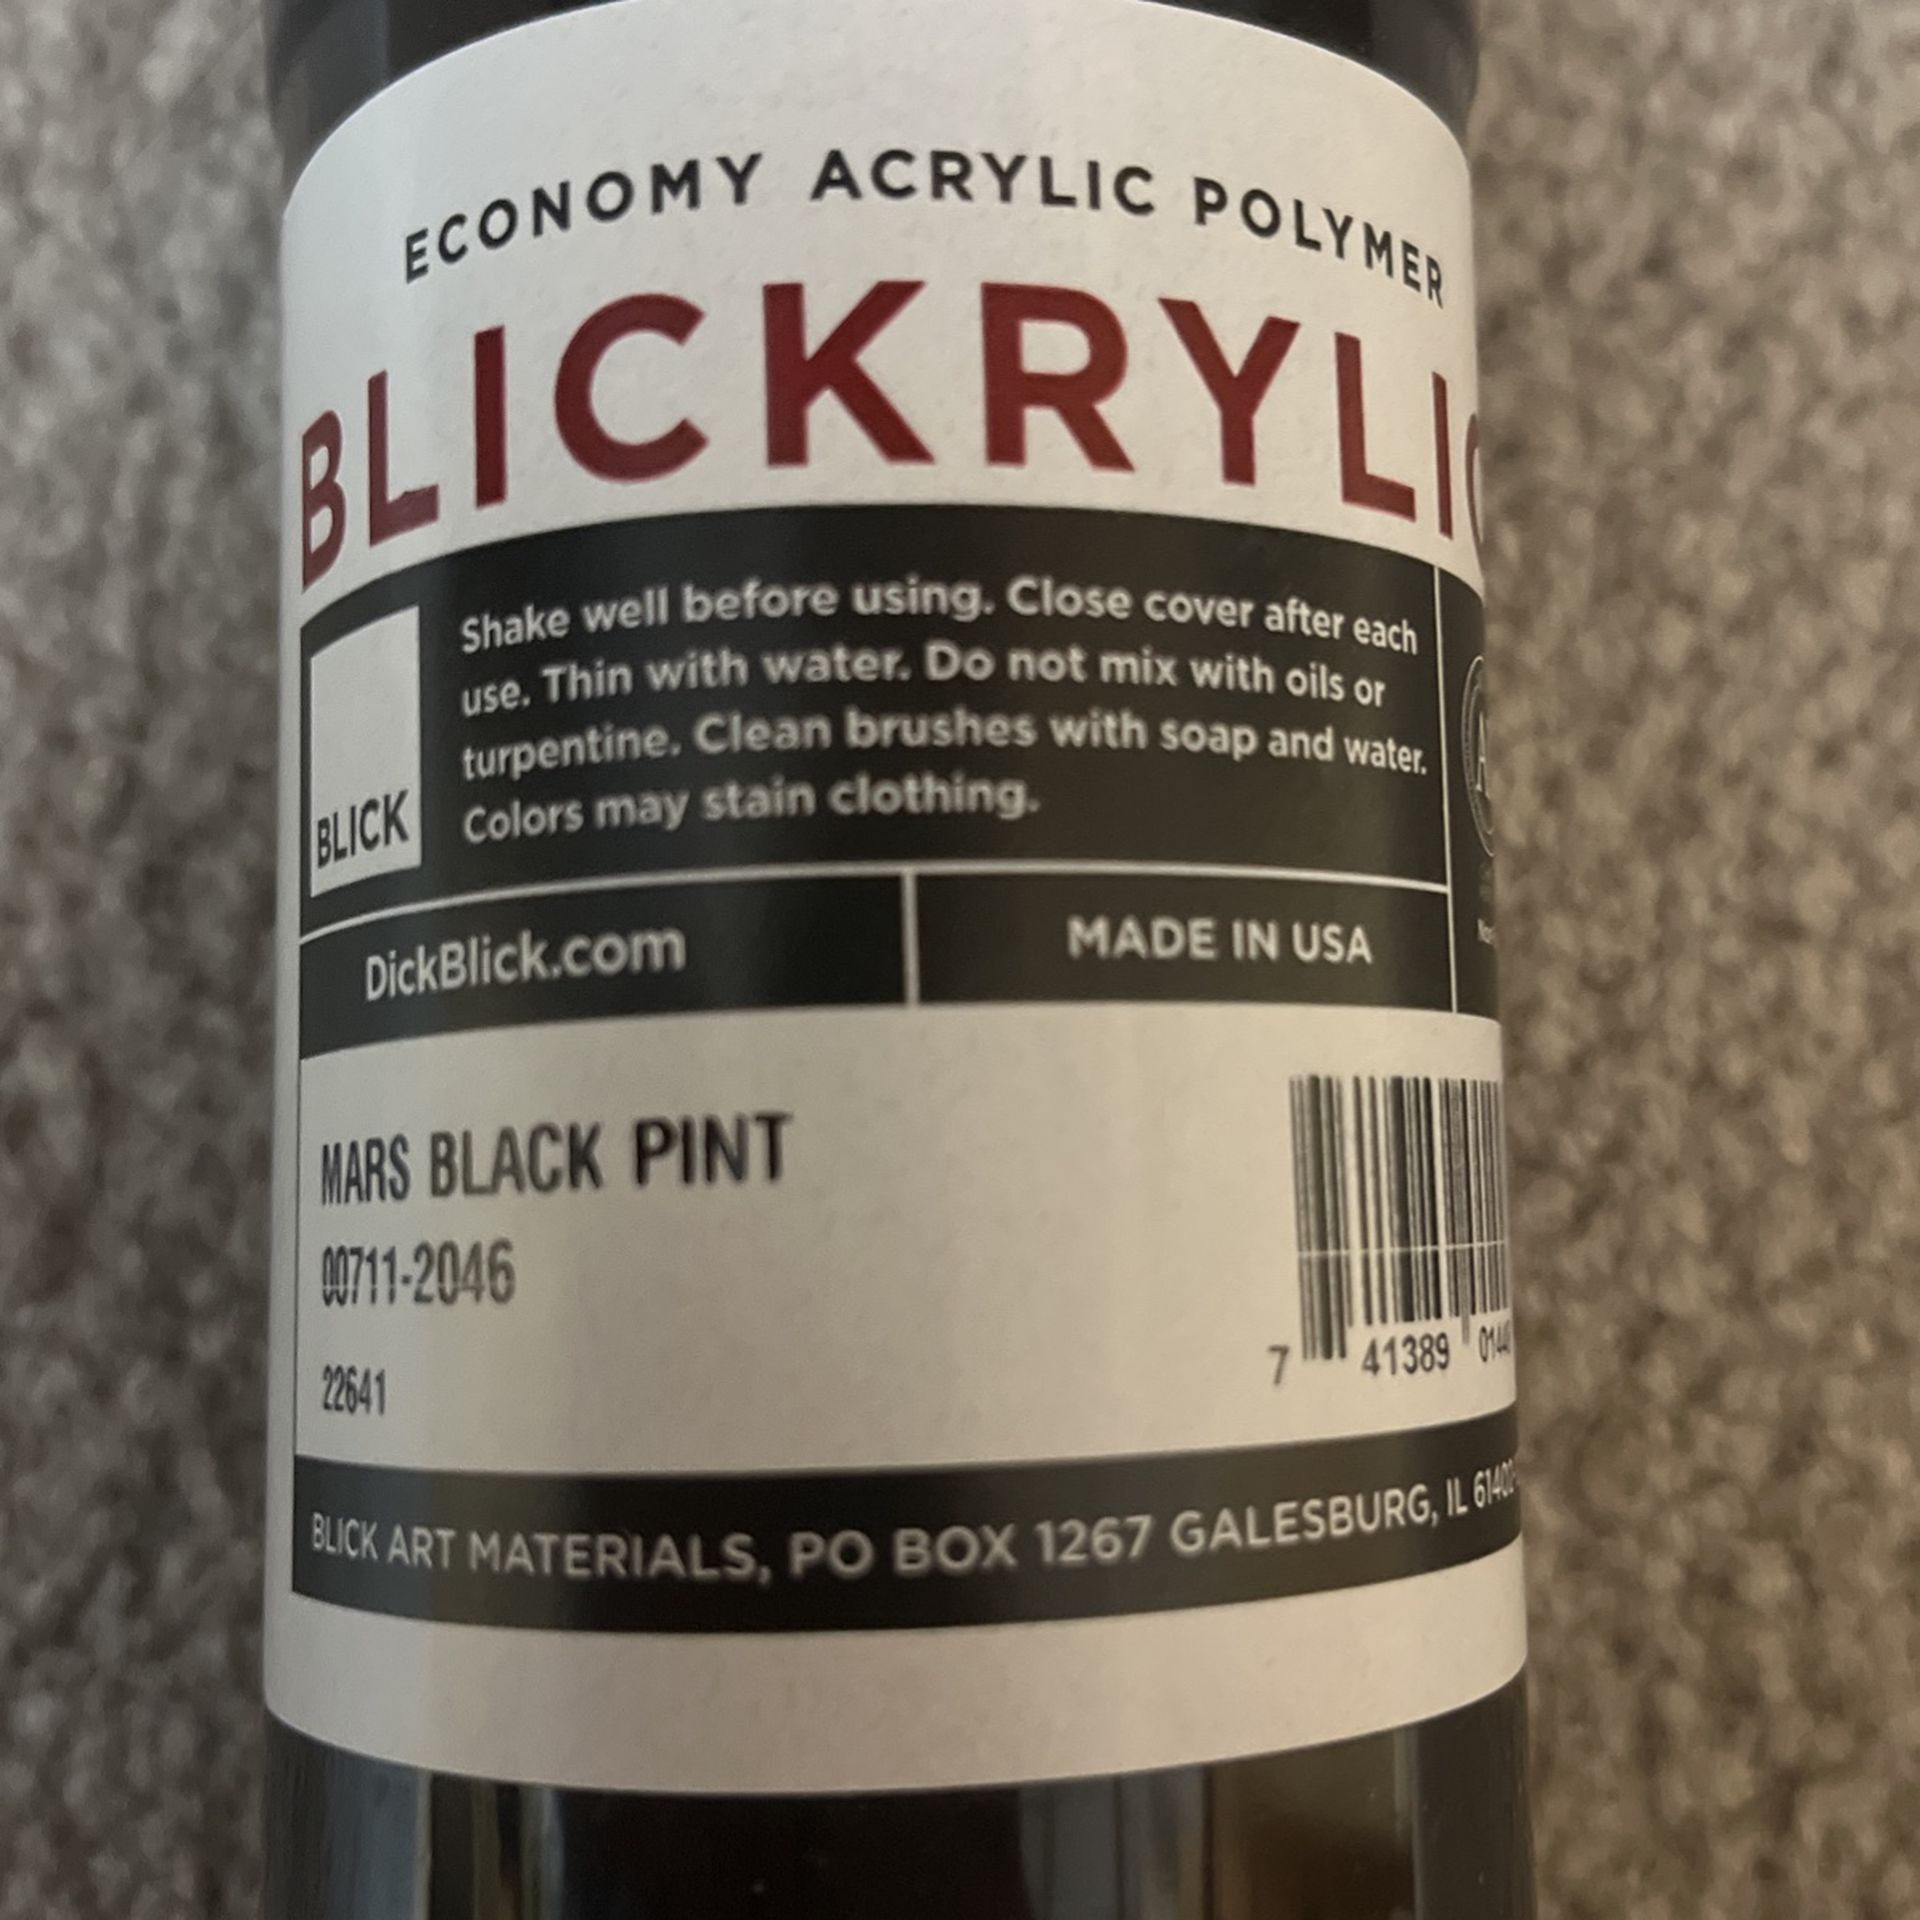 ECONOMY ACRYLIC POLYMER
BLICKRYLIC
Shake well before using. Close cover after each
use. Thin with water. Do not mix with oils or
turpentine. Clean brushes with soap and water.
Colors may stain clothing.
BLICK
DickBlick.com
MADE IN USA
MARS BLACK PINT
00711-2046
22641
7 41389
BLICK ART MATERIALS, PO BOX 1267 GALESBURG, IL 61402